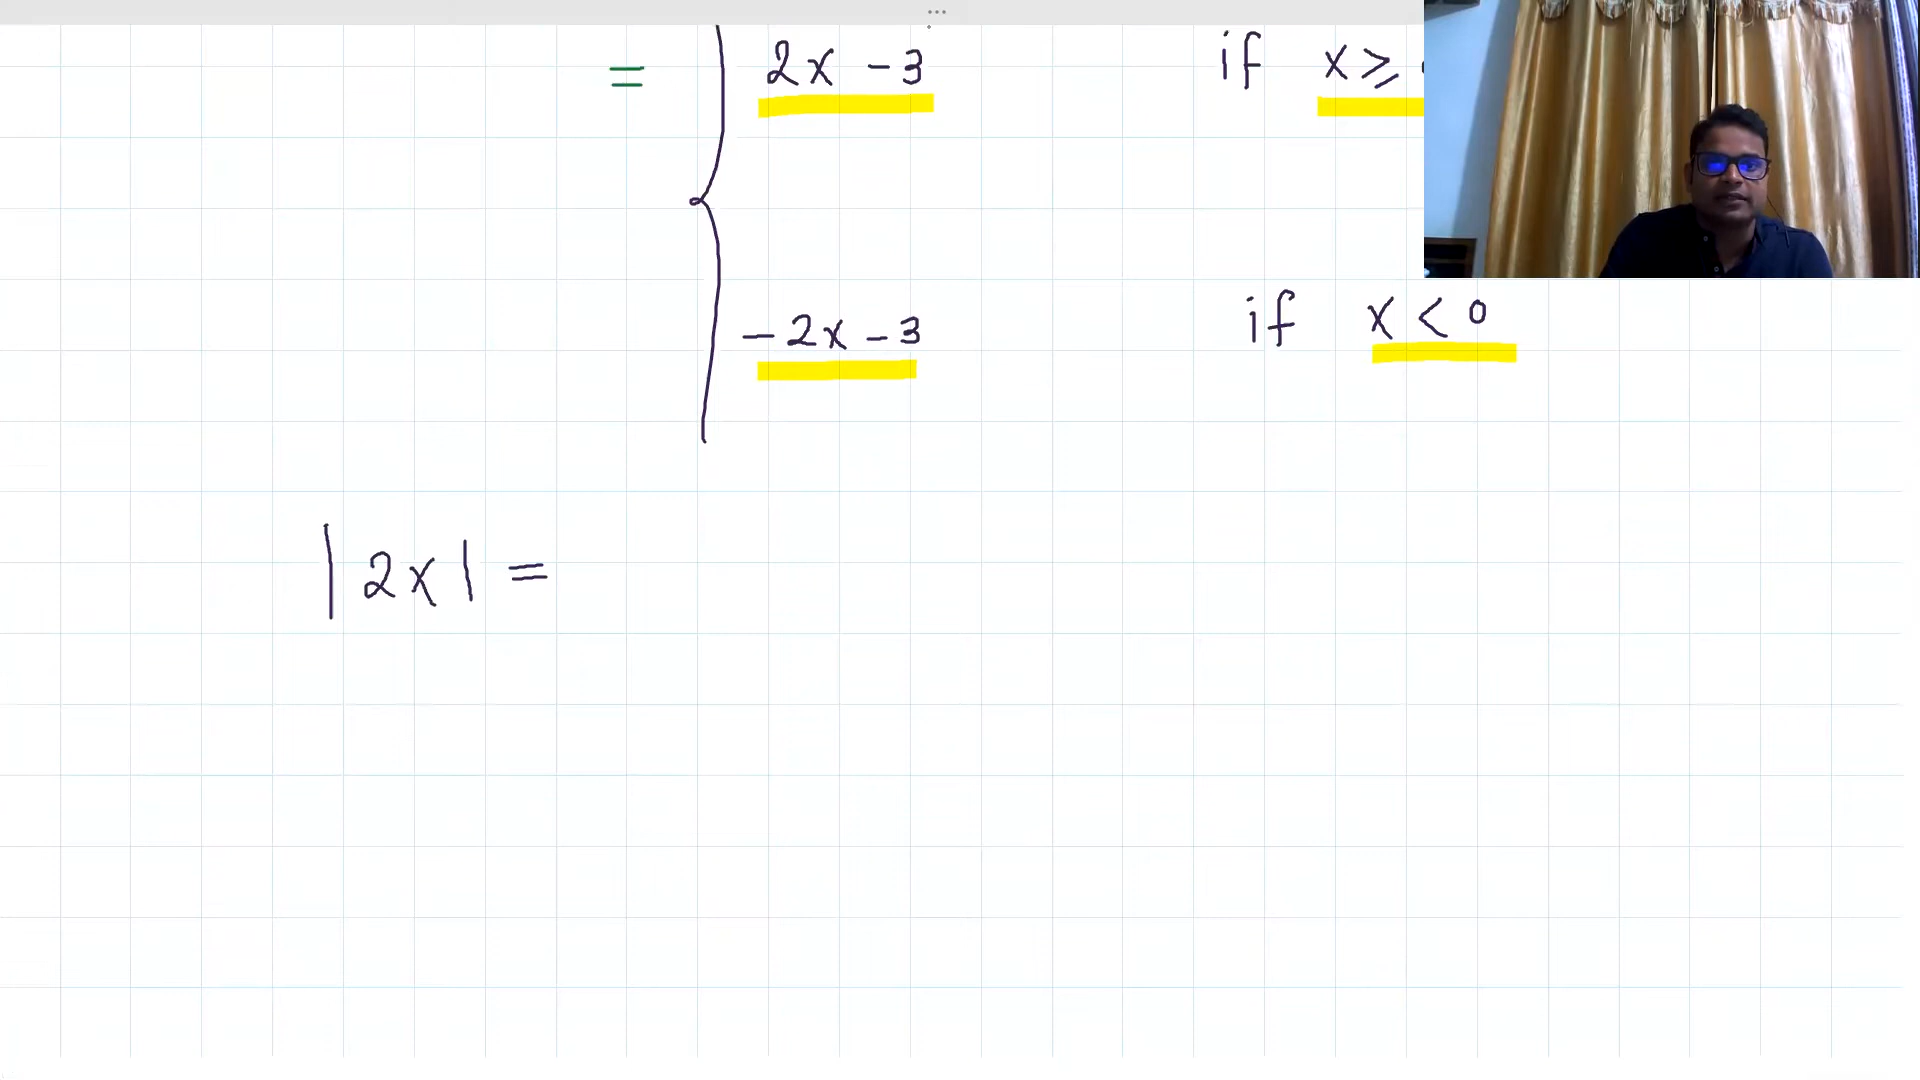 = { 2x - 3 if x ≥
-2x - 3 if x < 0
|2x| =